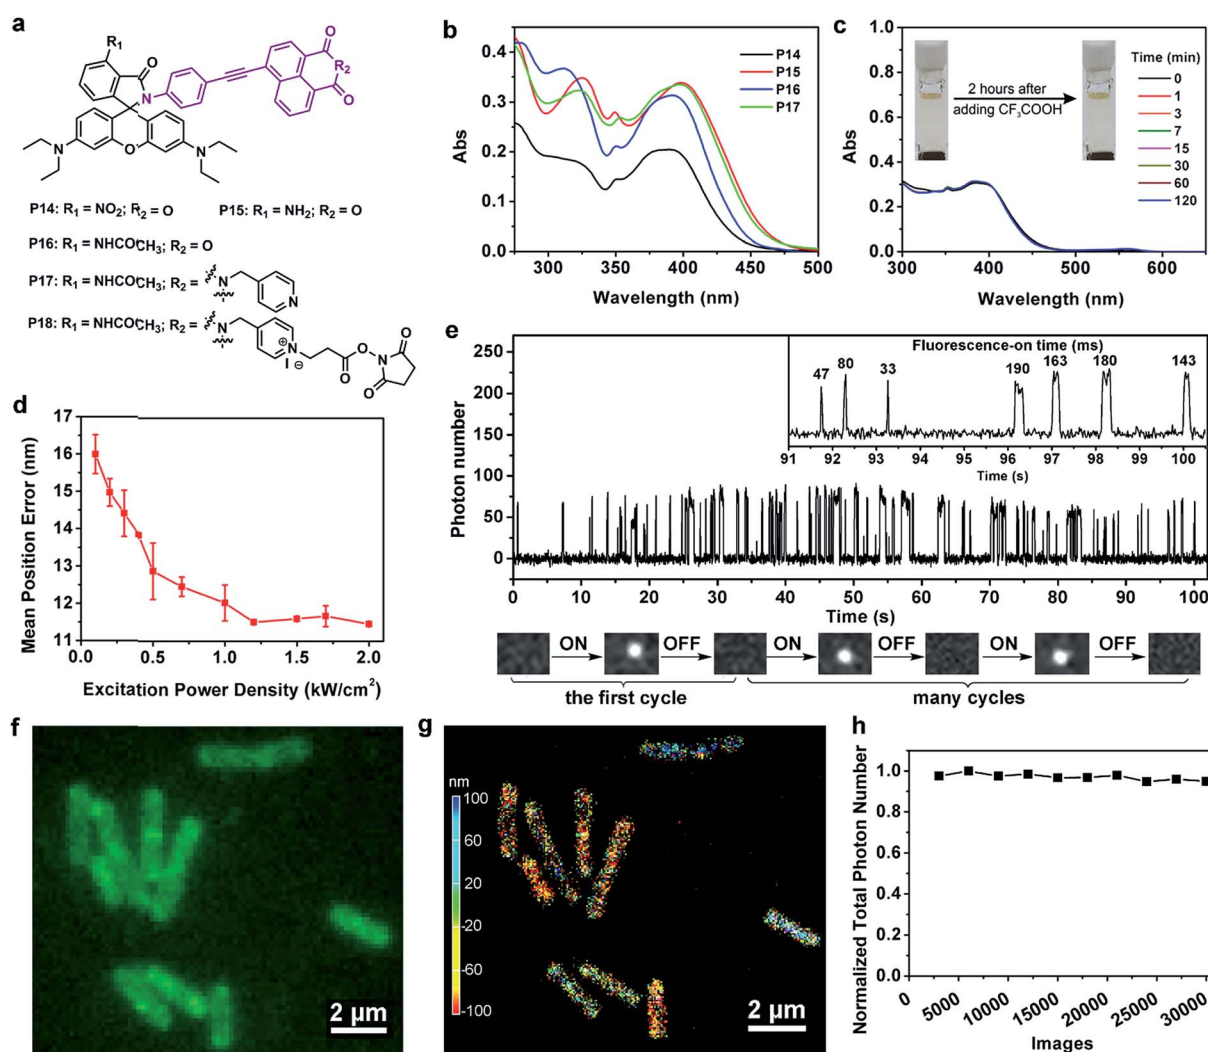 a
R₁
O
O
R₂
N
O
N
O
N
P14: R₁ = NO₂; R₂ = O
P15: R₁ = NH₂; R₂ = O
P16: R₁ = NHCOCH₃; R₂ = O
P17: R₁ = NHCOCH₃; R₂ =
N
N
P18: R₁ = NHCOCH₃; R₂ =
N
N
+
I ⊖
O
O
N
O
O
b
0.4
0.3
0.2
0.1
0.0
Abs
P14
P15
P16
P17
300 350 400 450 500
Wavelength (nm)
c
1.0
0.8
0.6
0.4
0.2
0.0
Abs
2 hours after
adding CF₃COOH
Time (min)
0
1
3
7
15
30
60
120
300 400 500 600
Wavelength (nm)
d
17
16
15
14
13
12
11
Mean Position Error (nm)
0.0 0.5 1.0 1.5 2.0
Excitation Power Density (kW/cm²)
e
250
200
150
100
50
0
Photon number
Fluorescence-on time (ms)
47 80 33 190 163 180 143
91 92 93 94 95 96 97 98 99 100
Time (s)
0 10 20 30 40 50 60 70 80 90 100
Time (s)
ON OFF ON OFF ON OFF
the first cycle many cycles
f
2 µm
g
nm
100
60
20
-20
-60
-100
2 µm
h
1.0
0.8
0.6
0.4
0.2
0.0
Normalized Total Photon Number
0 5000 10000 15000 20000 25000 30000
Images